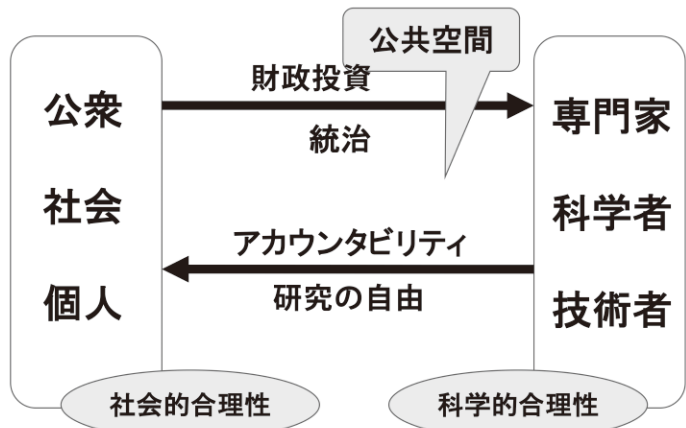 公共空間
公衆
社会
個人
財政投資
統治
アカウンタビリティ
研究の自由
専門家
科学者
技術者
社会的合理性
科学的合理性